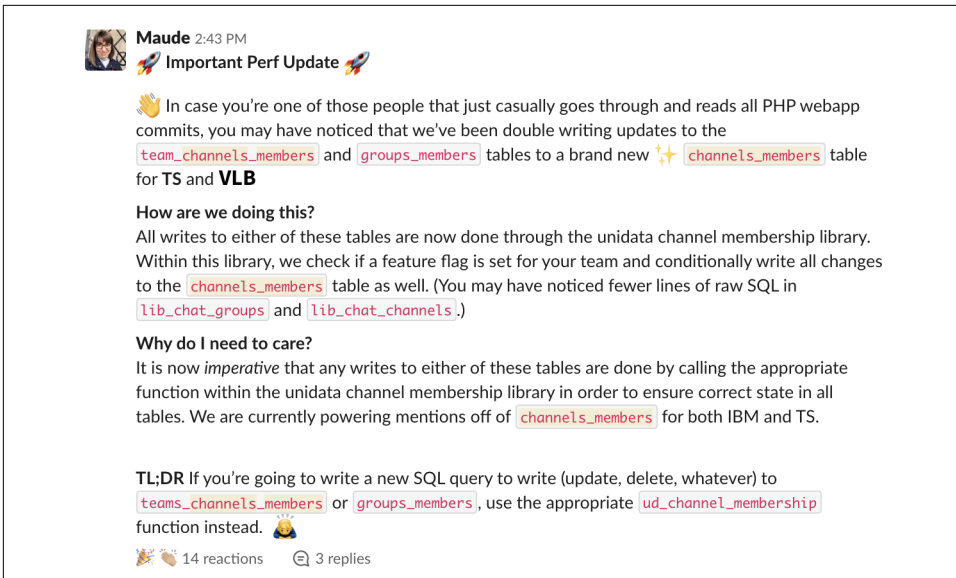 Maude 2:43 PM
🚀 Important Perf Update 🚀
👋 In case you’re one of those people that just casually goes through and reads all PHP webapp
commits, you may have noticed that we’ve been double writing updates to the
team_channels_members and groups_members tables to a brand new ✨ channels_members table
for TS and VLB
How are we doing this?
All writes to either of these tables are now done through the unidata channel membership library.
Within this library, we check if a feature flag is set for your team and conditionally write all changes
to the channels_members table as well. (You may have noticed fewer lines of raw SQL in
lib_chat_groups and lib_chat_channels.)
Why do I need to care?
It is now imperative that any writes to either of these tables are done by calling the appropriate
function within the unidata channel membership library in order to ensure correct state in all
tables. We are currently powering mentions off of channels_members for both IBM and TS.
TL;DR If you’re going to write a new SQL query to write (update, delete, whatever) to
teams_channels_members or groups_members, use the appropriate ud_channel_membership
function instead. 🙇
🎉 👏🏽 14 reactions 3 replies